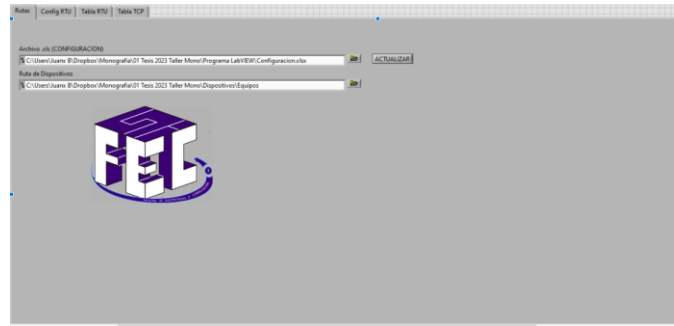 Rutas Config RTU Tabla RTU Tabla TCP
Archivo .xls (CONFIGURACION)
C:\Users\Juanx B\Dropbox\Monografia\01 Tesis 2023 Taller Mono\Programa LabVIEW\Configuracion.xlsx ACTUALIZAR
Ruta de Dispositivos
C:\Users\Juanx B\Dropbox\Monografia\01 Tesis 2023 Taller Mono\Dispositivos\Equipos
FEC